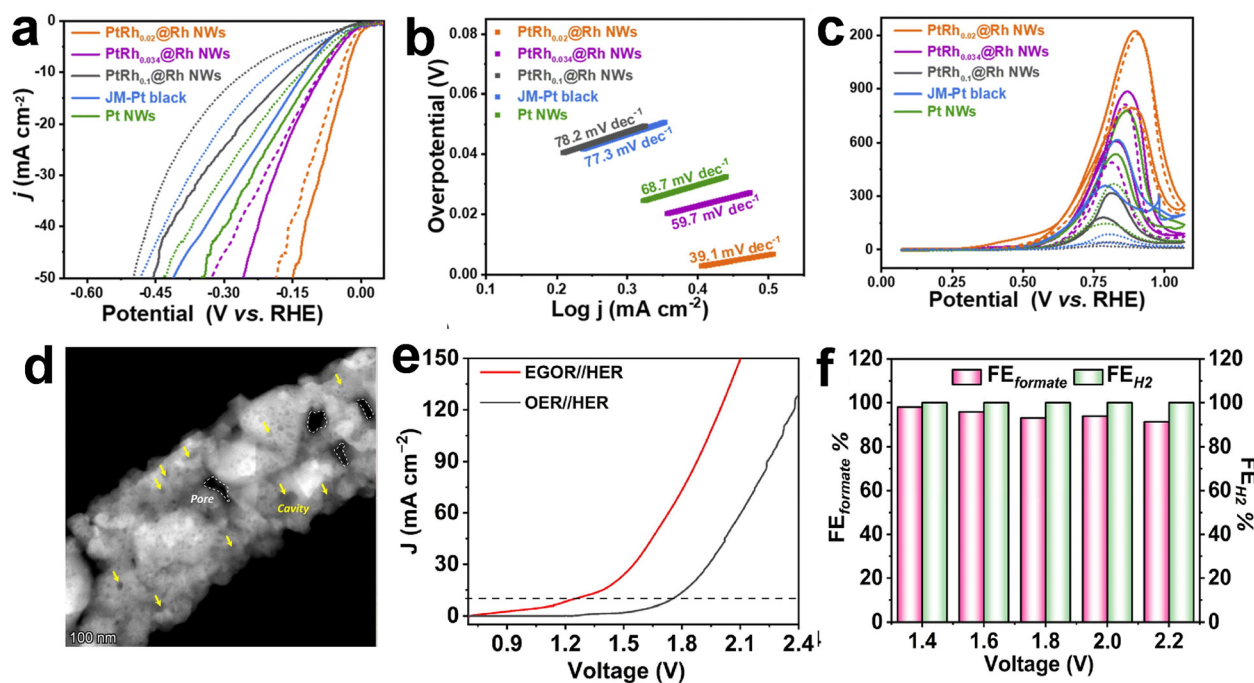 a
0
-10
-20
-30
-40
-50
j (mA cm⁻²)
PtRh0.02@Rh NWs
PtRh0.034@Rh NWs
PtRh0.1@Rh NWs
JM-Pt black
Pt NWs
-0.60 -0.45 -0.30 -0.15 0.00
Potential (V vs. RHE)
b
0.08
0.06
0.04
0.02
0.00
Overpotential (V)
PtRh0.02@Rh NWs
PtRh0.034@Rh NWs
PtRh0.1@Rh NWs
JM-Pt black
Pt NWs
78.2 mV dec⁻¹
77.3 mV dec⁻¹
68.7 mV dec⁻¹
59.7 mV dec⁻¹
39.1 mV dec⁻¹
0.1 0.2 0.3 0.4 0.5
Log j (mA cm⁻²)
c
PtRh0.02@Rh NWs
PtRh0.034@Rh NWs
PtRh0.1@Rh NWs
JM-Pt black
Pt NWs
200
900
600
300
0
0.00 0.25 0.50 0.75 1.00
Potential (V vs. RHE)
d
Pore
Cavity
100 nm
e
150
120
90
60
30
0
J (mA cm⁻²)
EGOR//HER
OER//HER
0.9 1.2 1.5 1.8 2.1 2.4
Voltage (V)
f
120
100
80
60
40
20
0
FEformate %
FEformate FEH2
1.4 1.6 1.8 2.0 2.2
Voltage (V)
120
100
80
60
40
20
0
FEH2 %